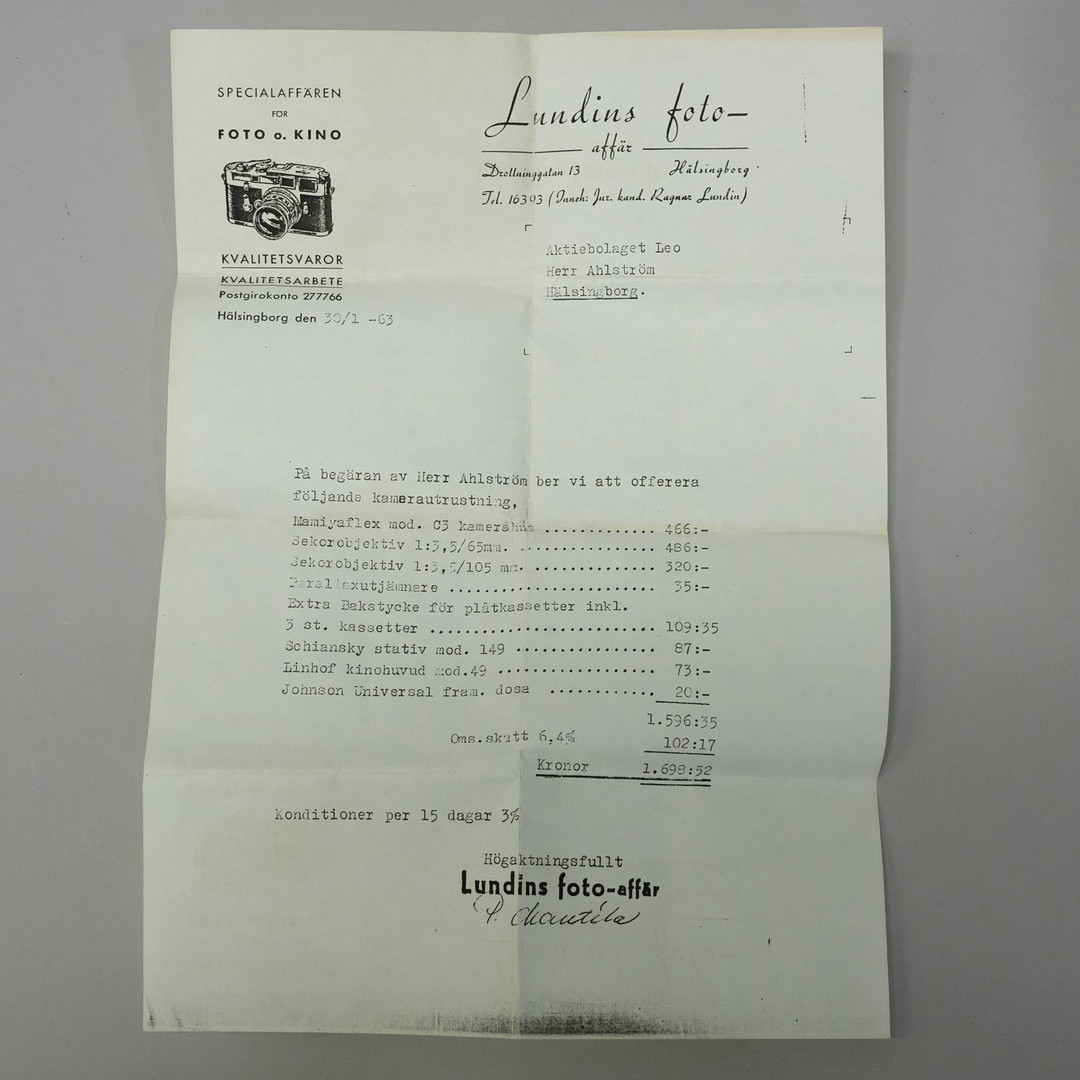 SPECIALAFFÄREN
FÖR
FOTO o. KINO
KVALITETSVAROR
KVALITETSARBETE
Postgirokonto 277766
Hälsingborg den 30/1 -63
Lundins foto-
affär
Drottninggatan 13 Hälsingborg
Tel. 16393 (Inneh: Jur. kand. Ragnar Lundin)
Aktiebolaget Leo
Herr Ahlström
Hälsingborg.
På begäran av Herr Ahlström ber vi att offerera
följande kamerautrustning,
Mamiyaflex mod. C3 kamerahus ............. 466:-
Sekorobjektiv 1:3,5/65mm. ................ 486:-
Sekorobjektiv 1:3,5/105 mm. .............. 320:-
Parallaxutjämnare ........................ 35:-
Extra Bakstycke för plåtkassetter inkl.
3 st. kassetter .......................... 109:35
Schiansky stativ mod. 149 ................ 87:-
Linhof kinohuvud mod.49 .................. 73:-
Johnson Universal fram. dosa ............ 20:-
1.596:35
Oms.skatt 6,4% 102:17
Kronor 1.698:52
Konditioner per 15 dagar 3%
Högaktningsfullt
Lundins foto-affär